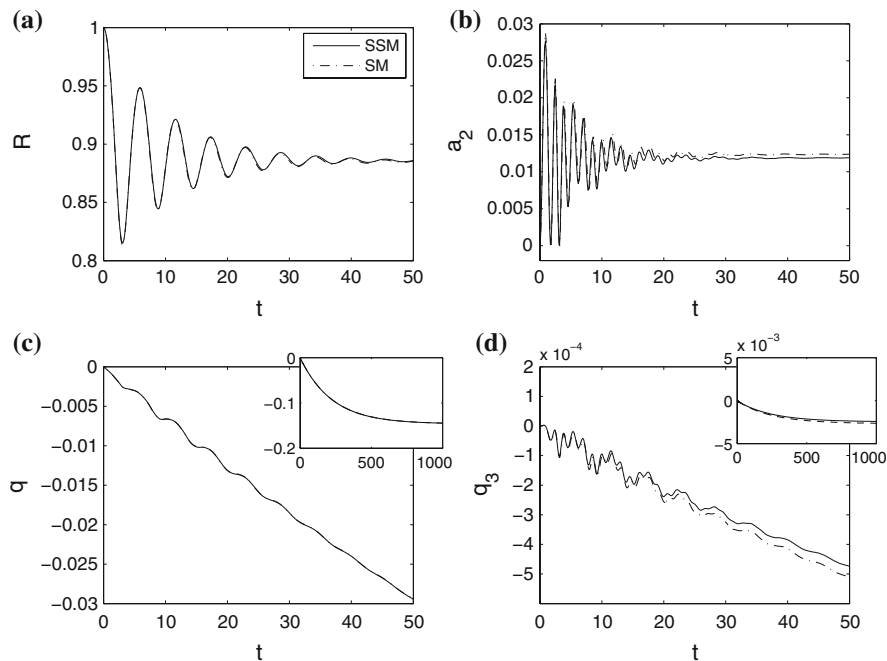 (a)
1
0.95
0.9
0.85
0.8
R
0 10 20 30 40 50
t
SSM
SM
(b)
0.03
0.025
0.02
0.015
0.01
0.005
0
a2
0 10 20 30 40 50
t
(c)
0
−0.005
−0.01
−0.015
−0.02
−0.025
−0.03
q
0 10 20 30 40 50
t
0
−0.1
−0.2
0 500 1000
(d)
x 10−4
2
1
0
−1
−2
−3
−4
−5
q3
0 10 20 30 40 50
t
x 10−3
5
0
−5
0 500 1000